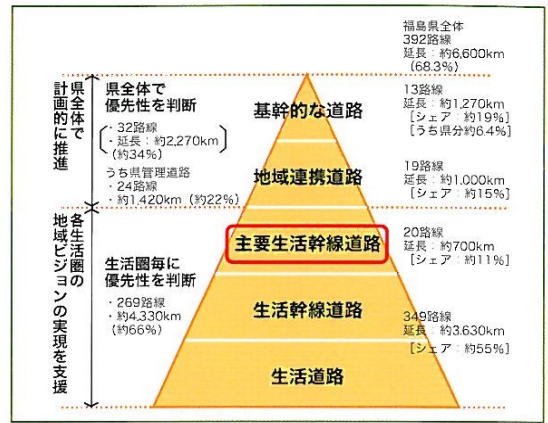 福島県全体
392路線
延長：約6,600km
（68.3%）
県全体で
計画的に推進
県全体で
優先性を判断
・32路線
・延長：約2,270km
（約34%）
うち県管理道路
・24路線
・約1.420km（約22%）
基幹的な道路
13路線
延長：約1,270km
［シェア：約19%］
［うち県分約6.4%］
地域連携道路
19路線
延長：約1.000km
［シェア：約15%］
各生活圏の
地域ビジョンの実現を支援
生活圏毎に
優先性を判断
・269路線
・約4,330km
（約66%）
主要生活幹線道路
20路線
延長：約700km
［シェア：約11%］
生活幹線道路
349路線
延長：約3.630km
［シェア：約55%］
生活道路